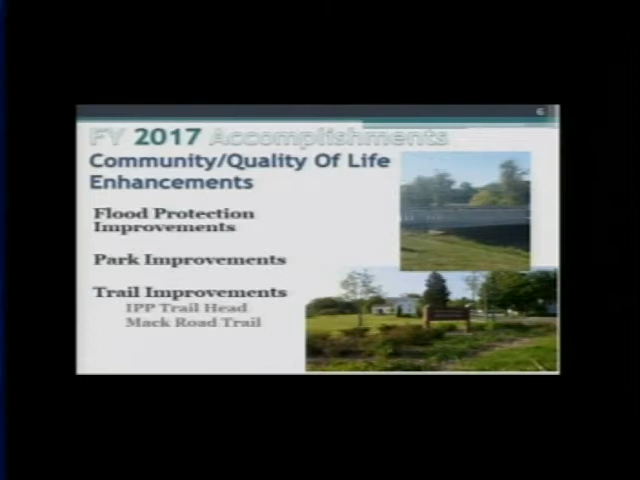 6
FY 2017 Accomplishments
Community/Quality Of Life
Enhancements
Flood Protection
Improvements
Park Improvements
Trail Improvements
IPP Trail Head
Mack Road Trail